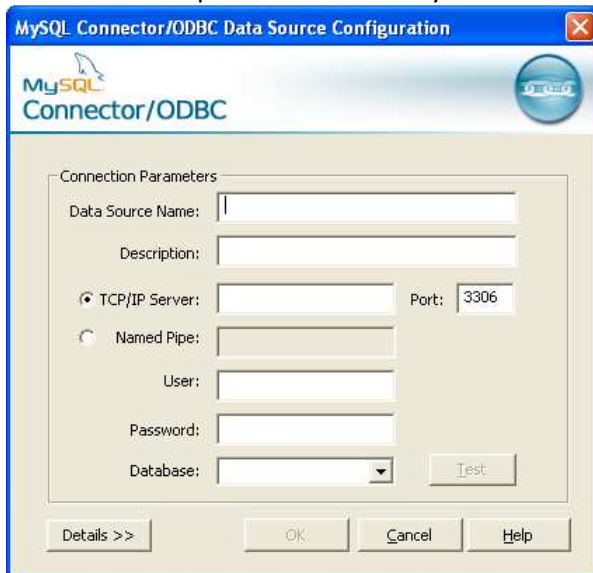 MySQL Connector/ODBC Data Source Configuration
MySQL
Connector/ODBC
Connection Parameters
Data Source Name:
Description:
TCP/IP Server:
Port: 3306
Named Pipe:
User:
Password:
Database:
Test
Details >>
OK
Cancel
Help